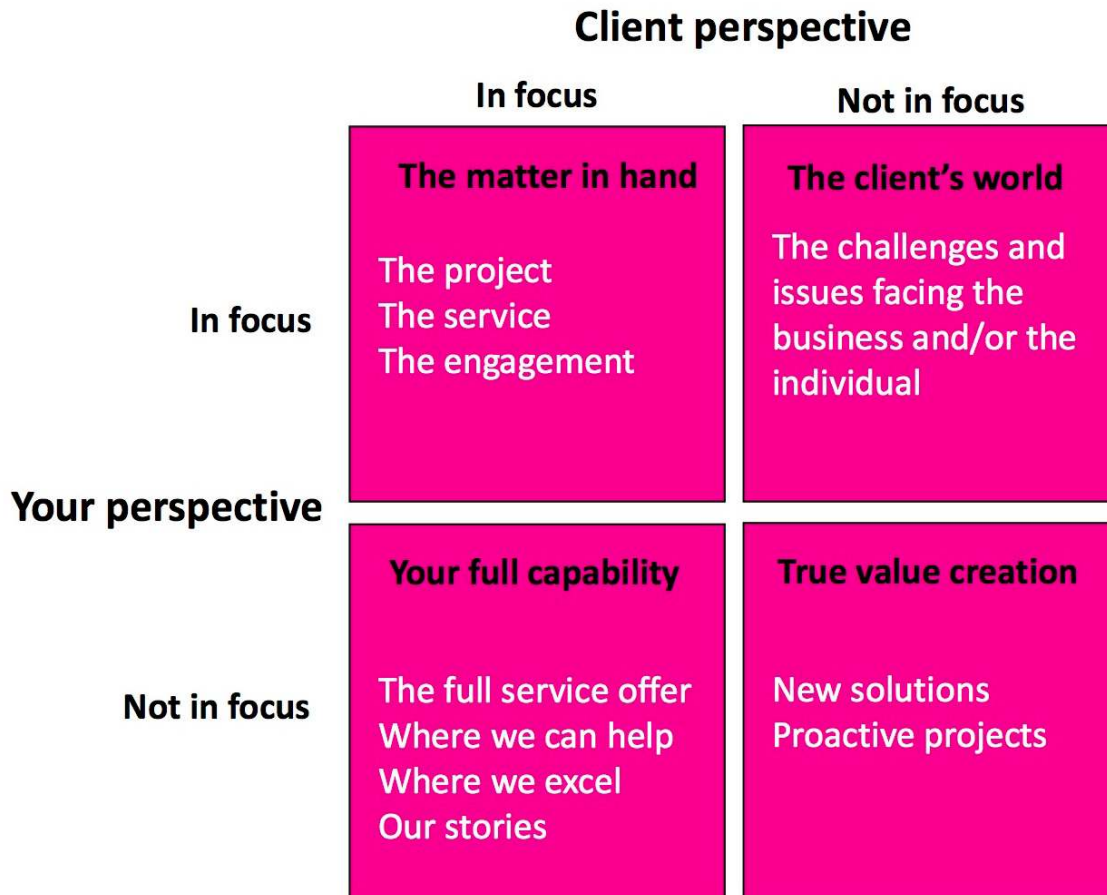 Client perspective
In focus
Not in focus
Your perspective
In focus
The matter in hand
The project
The service
The engagement
The client's world
The challenges and
issues facing the
business and/or the
individual
Not in focus
Your full capability
The full service offer
Where we can help
Where we excel
Our stories
True value creation
New solutions
Proactive projects